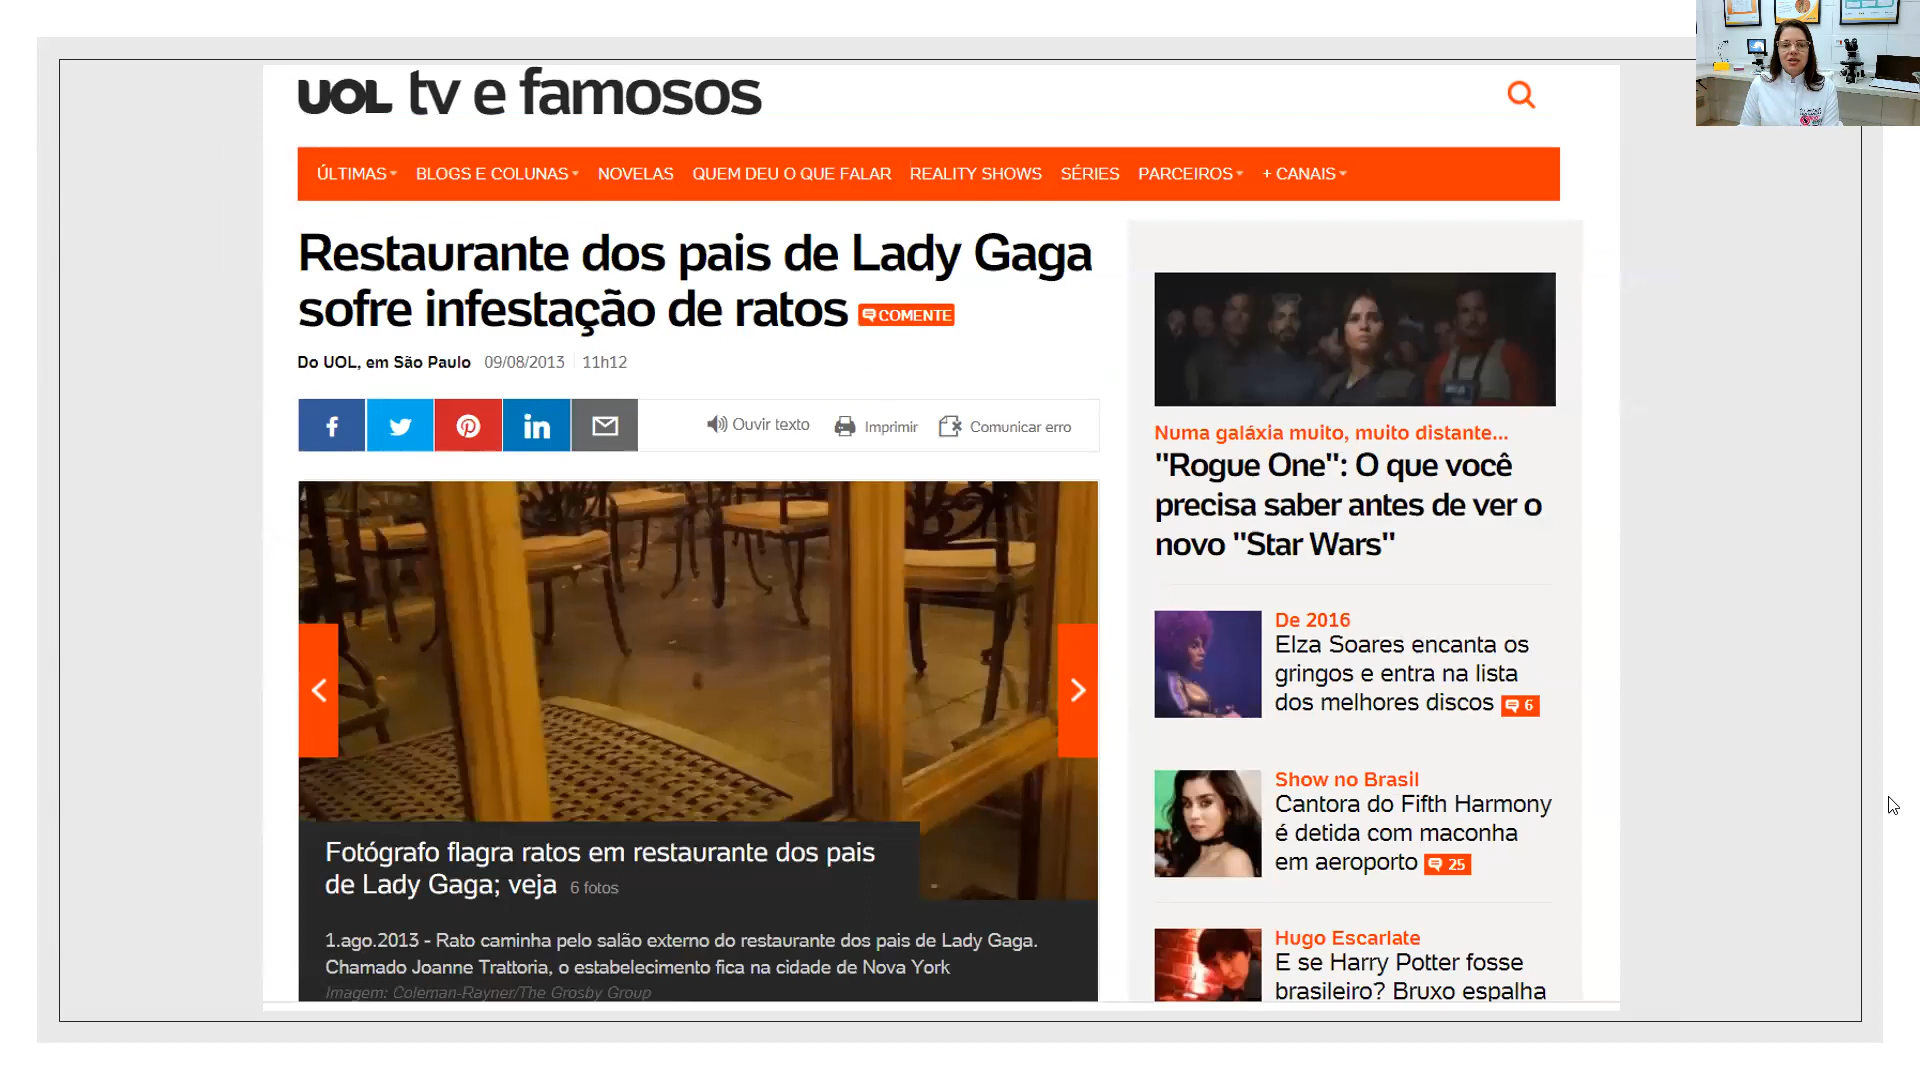 UOL tv e famosos
ÚLTIMAS
BLOGS E COLUNAS
NOVELAS
QUEM DEU O QUE FALAR
REALITY SHOWS
SÉRIES
PARCEIROS
+ CANAIS
Restaurante dos pais de Lady Gaga
sofre infestação de ratos COMENTE
Do UOL, em São Paulo 09/08/2013 11h12
Ouvir texto
Imprimir
Comunicar erro
Fotógrafo flagra ratos em restaurante dos pais
de Lady Gaga; veja 6 fotos
1.ago.2013 - Rato caminha pelo salão externo do restaurante dos pais de Lady Gaga.
Chamado Joanne Trattoria, o estabelecimento fica na cidade de Nova York
Imagem: Coleman-Rayner/The Grosby Group
Numa galáxia muito, muito distante...
"Rogue One": O que você
precisa saber antes de ver o
novo "Star Wars"
De 2016
Elza Soares encanta os
gringos e entra na lista
dos melhores discos 6
Show no Brasil
Cantora do Fifth Harmony
é detida com maconha
em aeroporto 25
Hugo Escarlate
E se Harry Potter fosse
brasileiro? Bruxo espalha